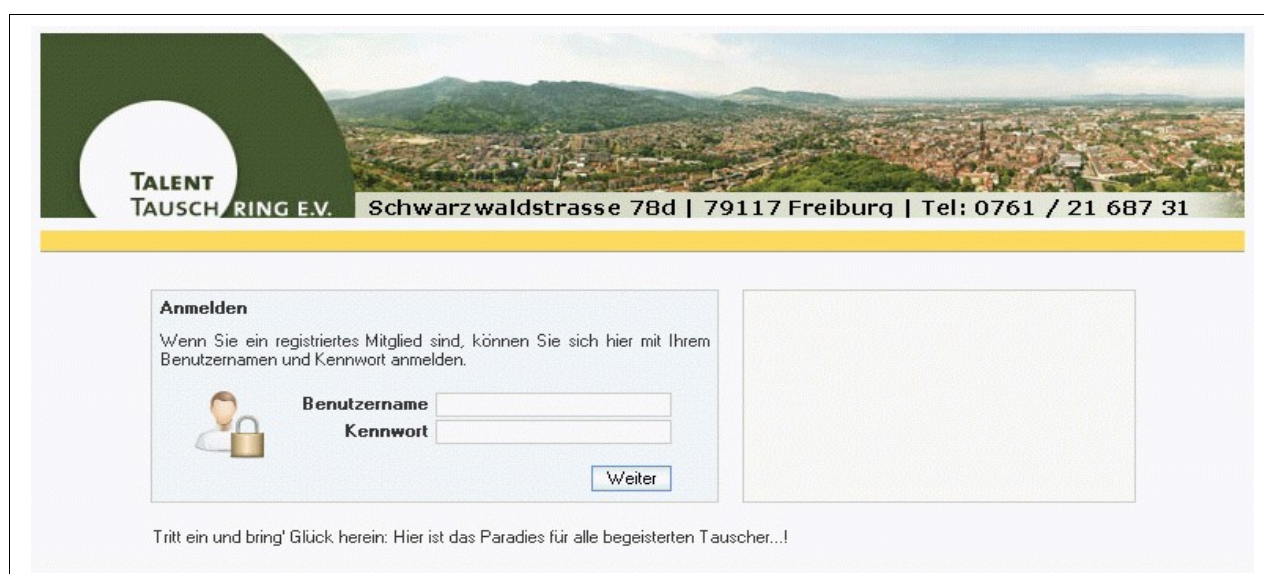 TALENT
TAUSCH RING E.V.
Schwarzwaldstrasse 78d | 79117 Freiburg | Tel: 0761 / 21 687 31
Anmelden
Wenn Sie ein registriertes Mitglied sind, können Sie sich hier mit Ihrem
Benutzernamen und Kennwort anmelden.
Benutzername
Kennwort
Weiter
Tritt ein und bring' Glück herein: Hier ist das Paradies für alle begeisterten Tauscher...!